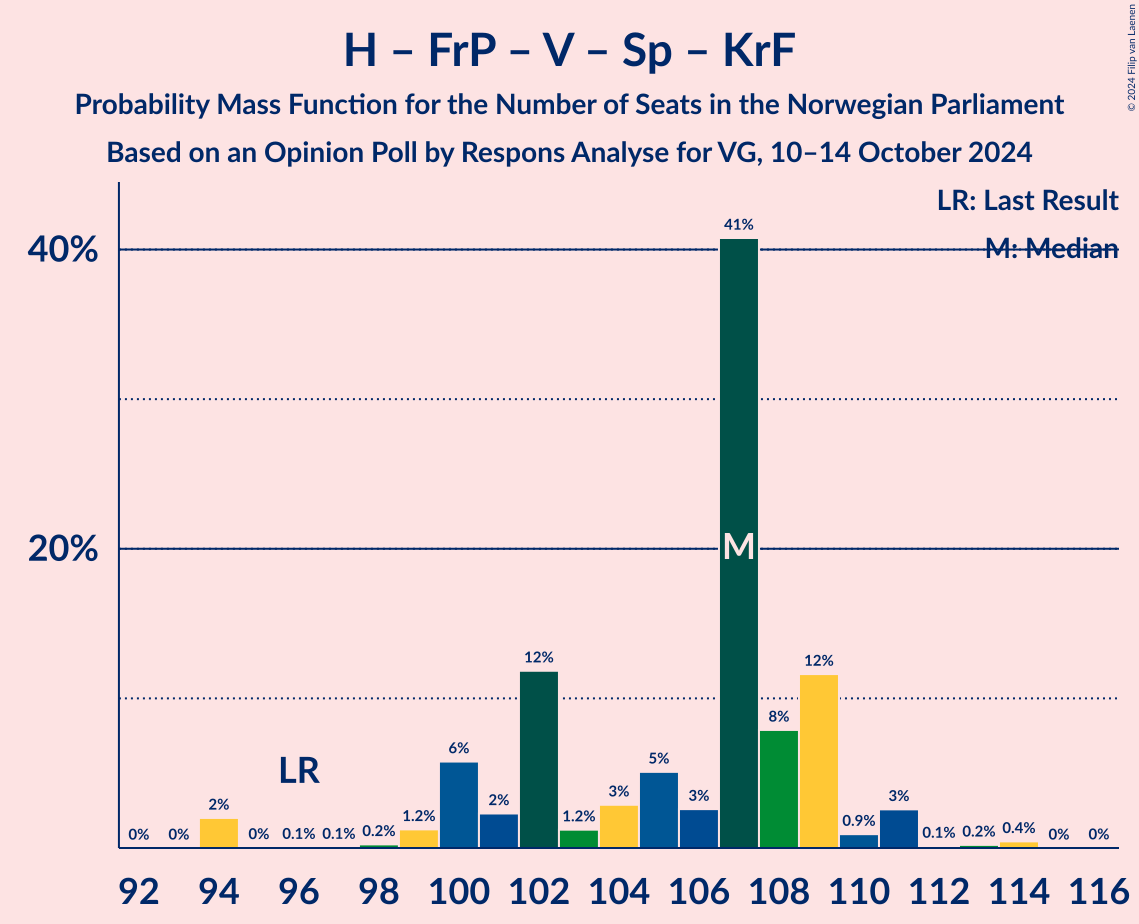 H – FrP – V – Sp – KrF
Probability Mass Function for the Number of Seats in the Norwegian Parliament
Based on an Opinion Poll by Respons Analyse for VG, 10–14 October 2024
© 2024 Filip van Laenen
LR: Last Result
M: Median
40%
20%
0% 0% 2% 0% 0.1% 0.1% 0.2% 1.2% 6% 2% 12% 1.2% 3% 5% 3% 41% 8% 12% 0.9% 3% 0.1% 0.2% 0.4% 0% 0%
LR
M
92 94 96 98 100 102 104 106 108 110 112 114 116